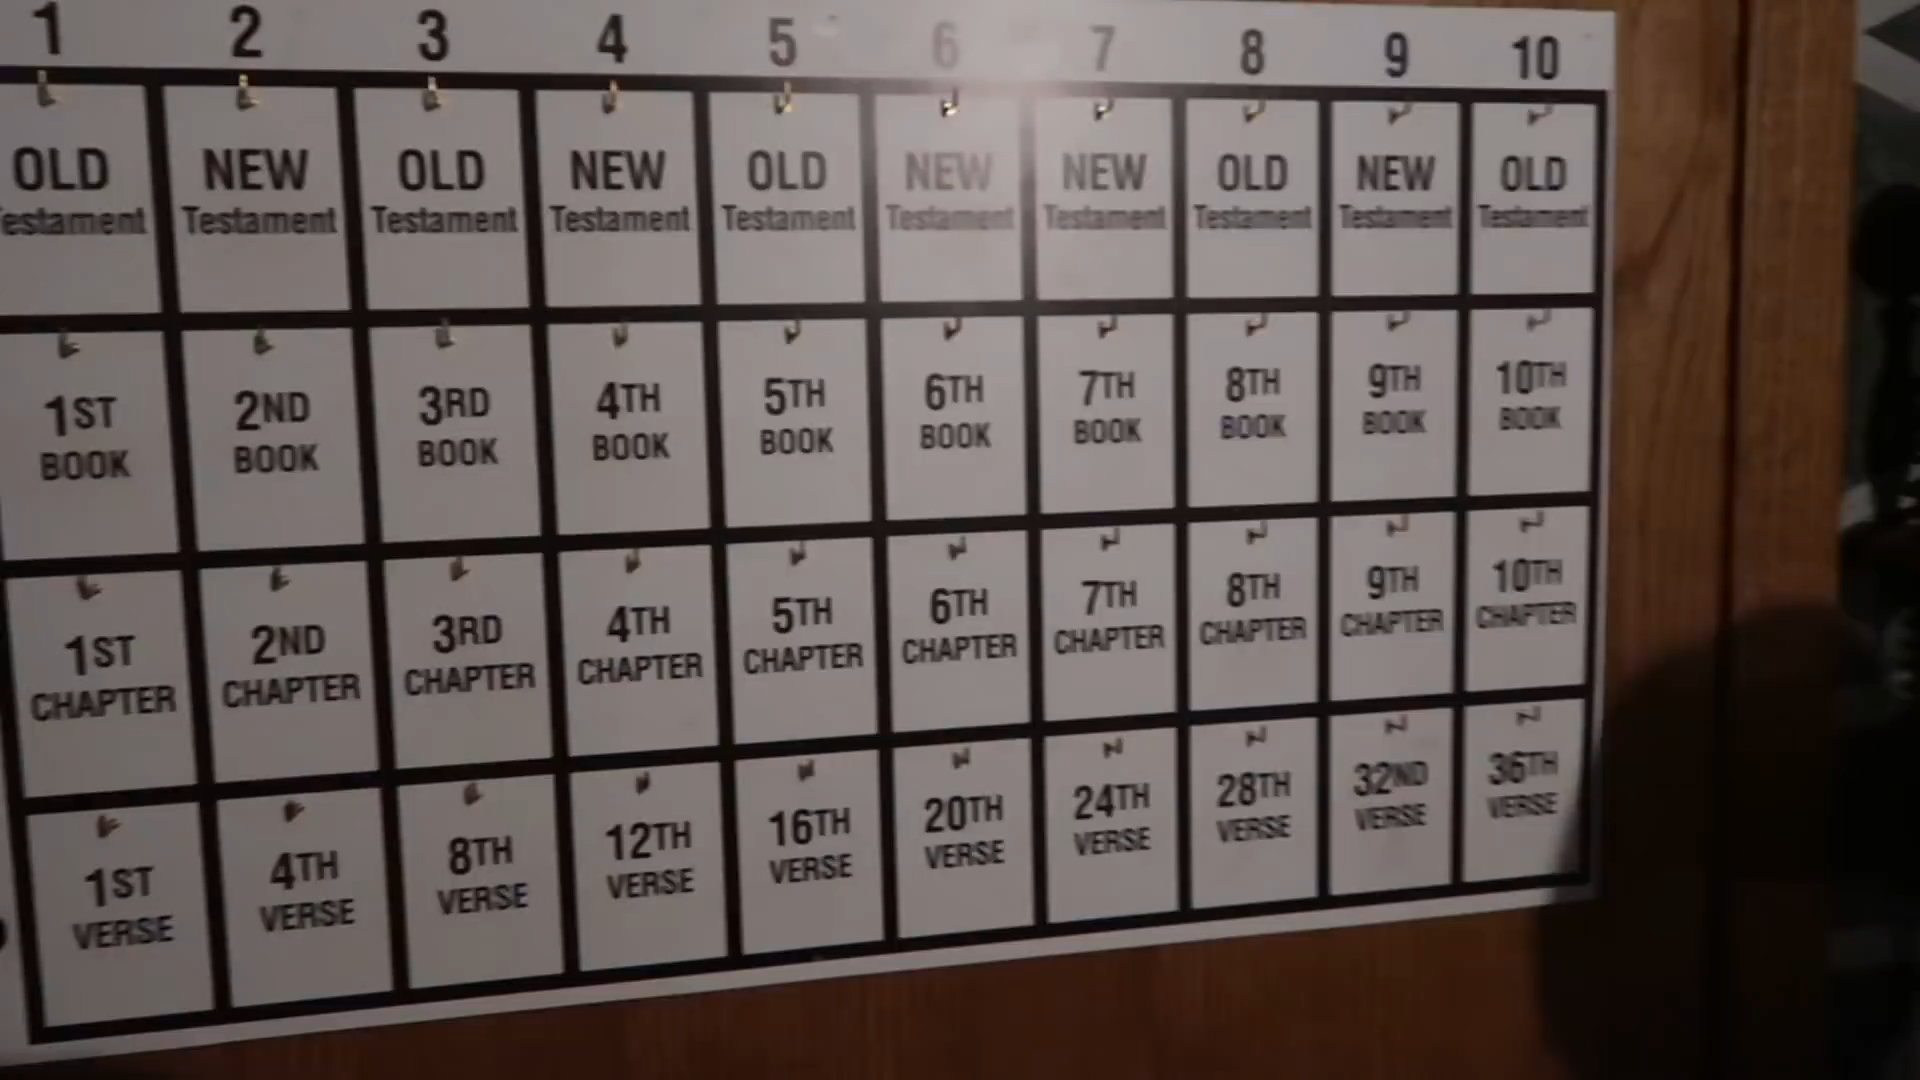 1 2 3 4 5 6 7 8 9 10
OLD NEW OLD NEW OLD NEW NEW OLD NEW OLD
Testament Testament Testament Testament Testament Testament Testament Testament Testament Testament
1ST 2ND 3RD 4TH 5TH 6TH 7TH 8TH 9TH 10TH
BOOK BOOK BOOK BOOK BOOK BOOK BOOK BOOK BOOK BOOK
1ST 2ND 3RD 4TH 5TH 6TH 7TH 8TH 9TH 10TH
CHAPTER CHAPTER CHAPTER CHAPTER CHAPTER CHAPTER CHAPTER CHAPTER CHAPTER CHAPTER
1ST 4TH 8TH 12TH 16TH 20TH 24TH 28TH 32ND 36TH
VERSE VERSE VERSE VERSE VERSE VERSE VERSE VERSE VERSE VERSE